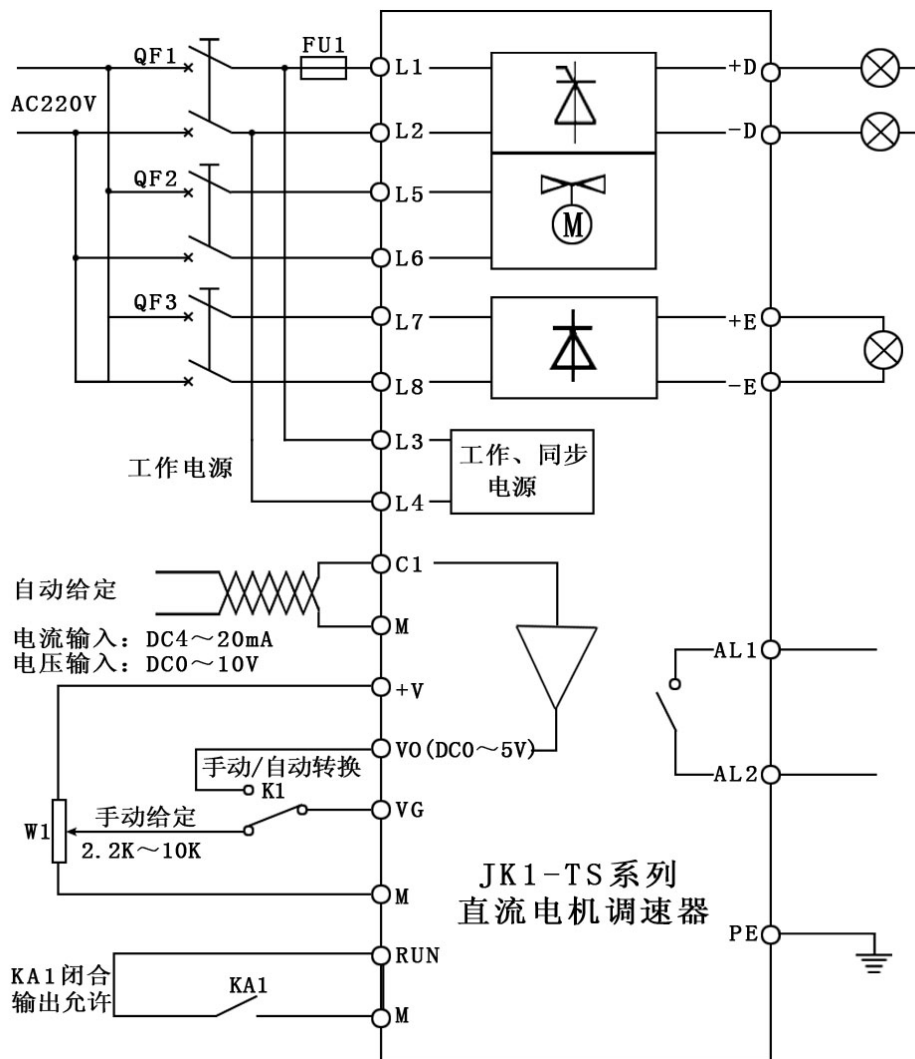 QF1
FU1
L1
+D
AC220V
L2
-D
QF2
L5
M
L6
QF3
L7
+E
L8
-E
L3
工作电源
工作、同步
电源
L4
C1
自动给定
M
电流输入：DC4～20mA
电压输入：DC0～10V
AL1
+V
VO(DC0～5V)
手动/自动转换
AL2
K1
手动给定
VG
W1
2.2K～10K
JK1-TS系列
直流电机调速器
M
PE
RUN
KA1闭合
输出允许
KA1
M